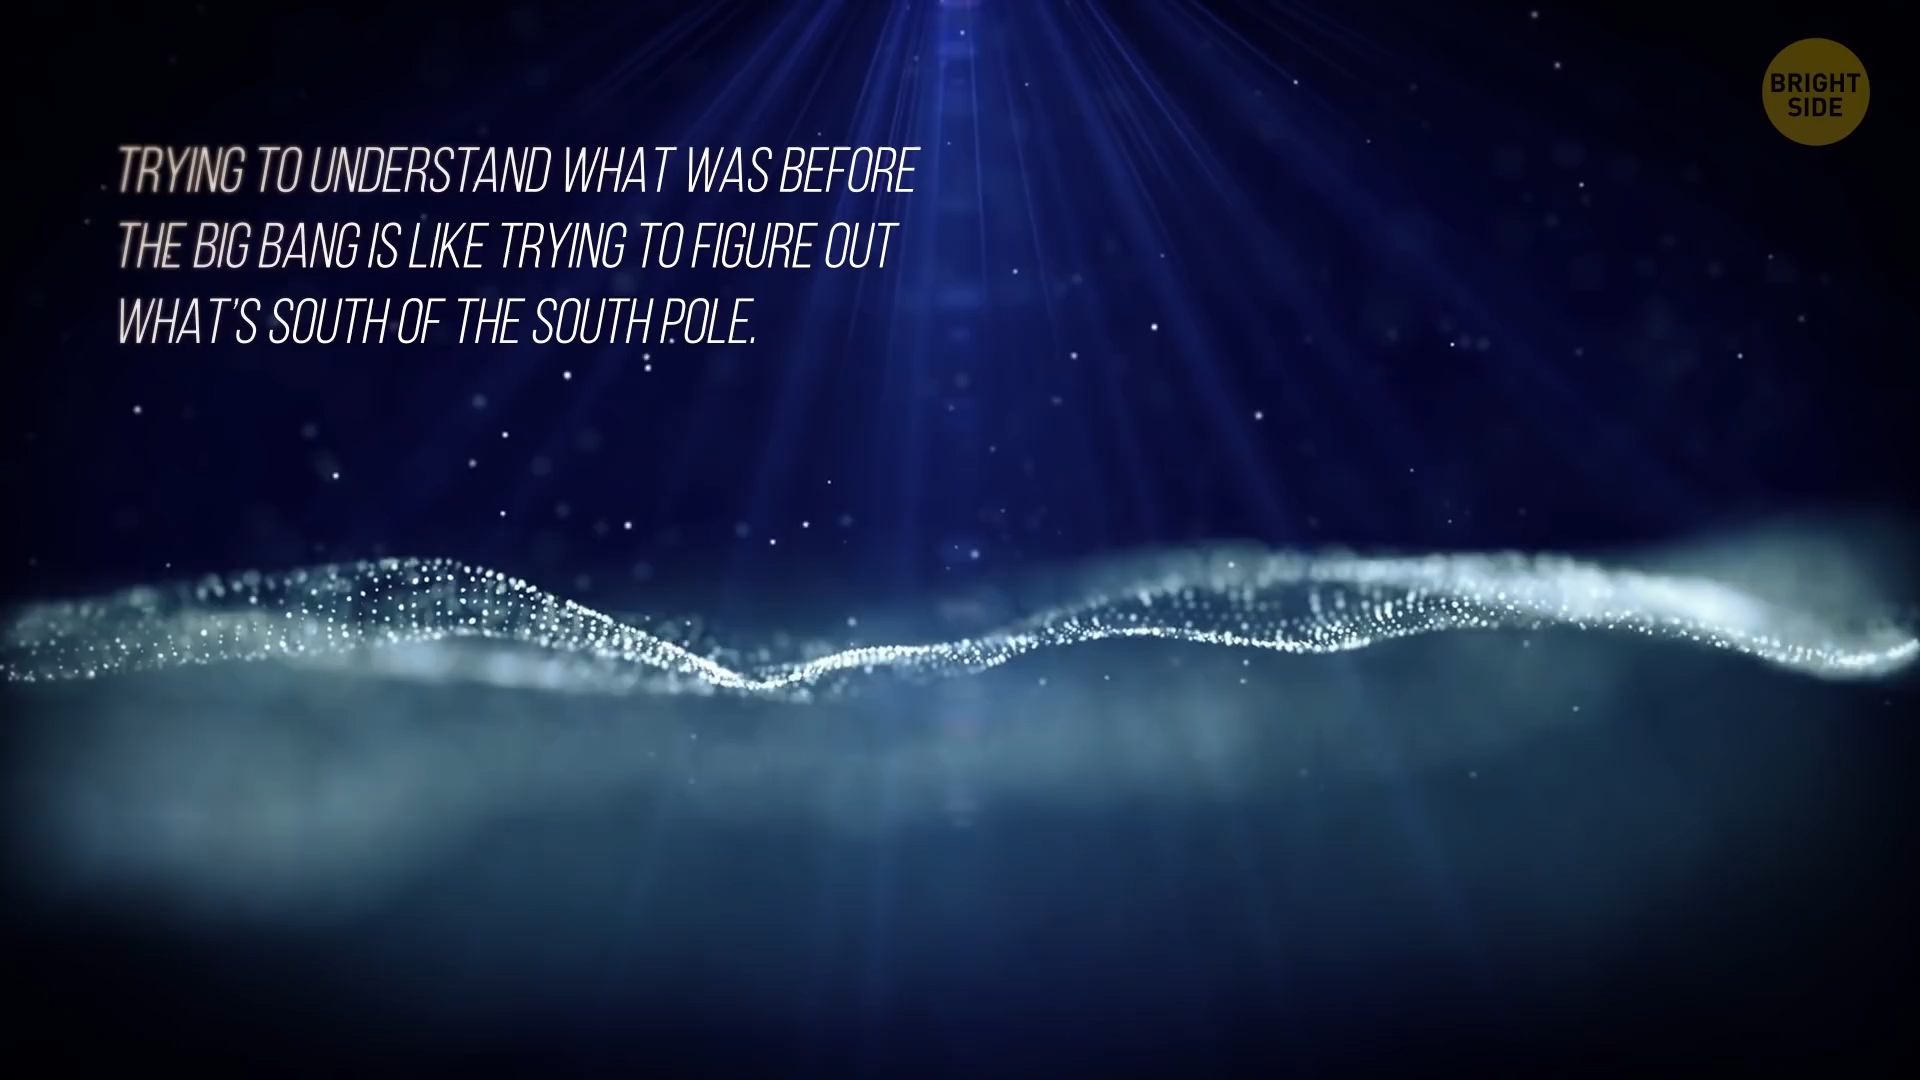 TRYING TO UNDERSTAND WHAT WAS BEFORE
THE BIG BANG IS LIKE TRYING TO FIGURE OUT
WHAT'S SOUTH OF THE SOUTH POLE.
BRIGHT
SIDE